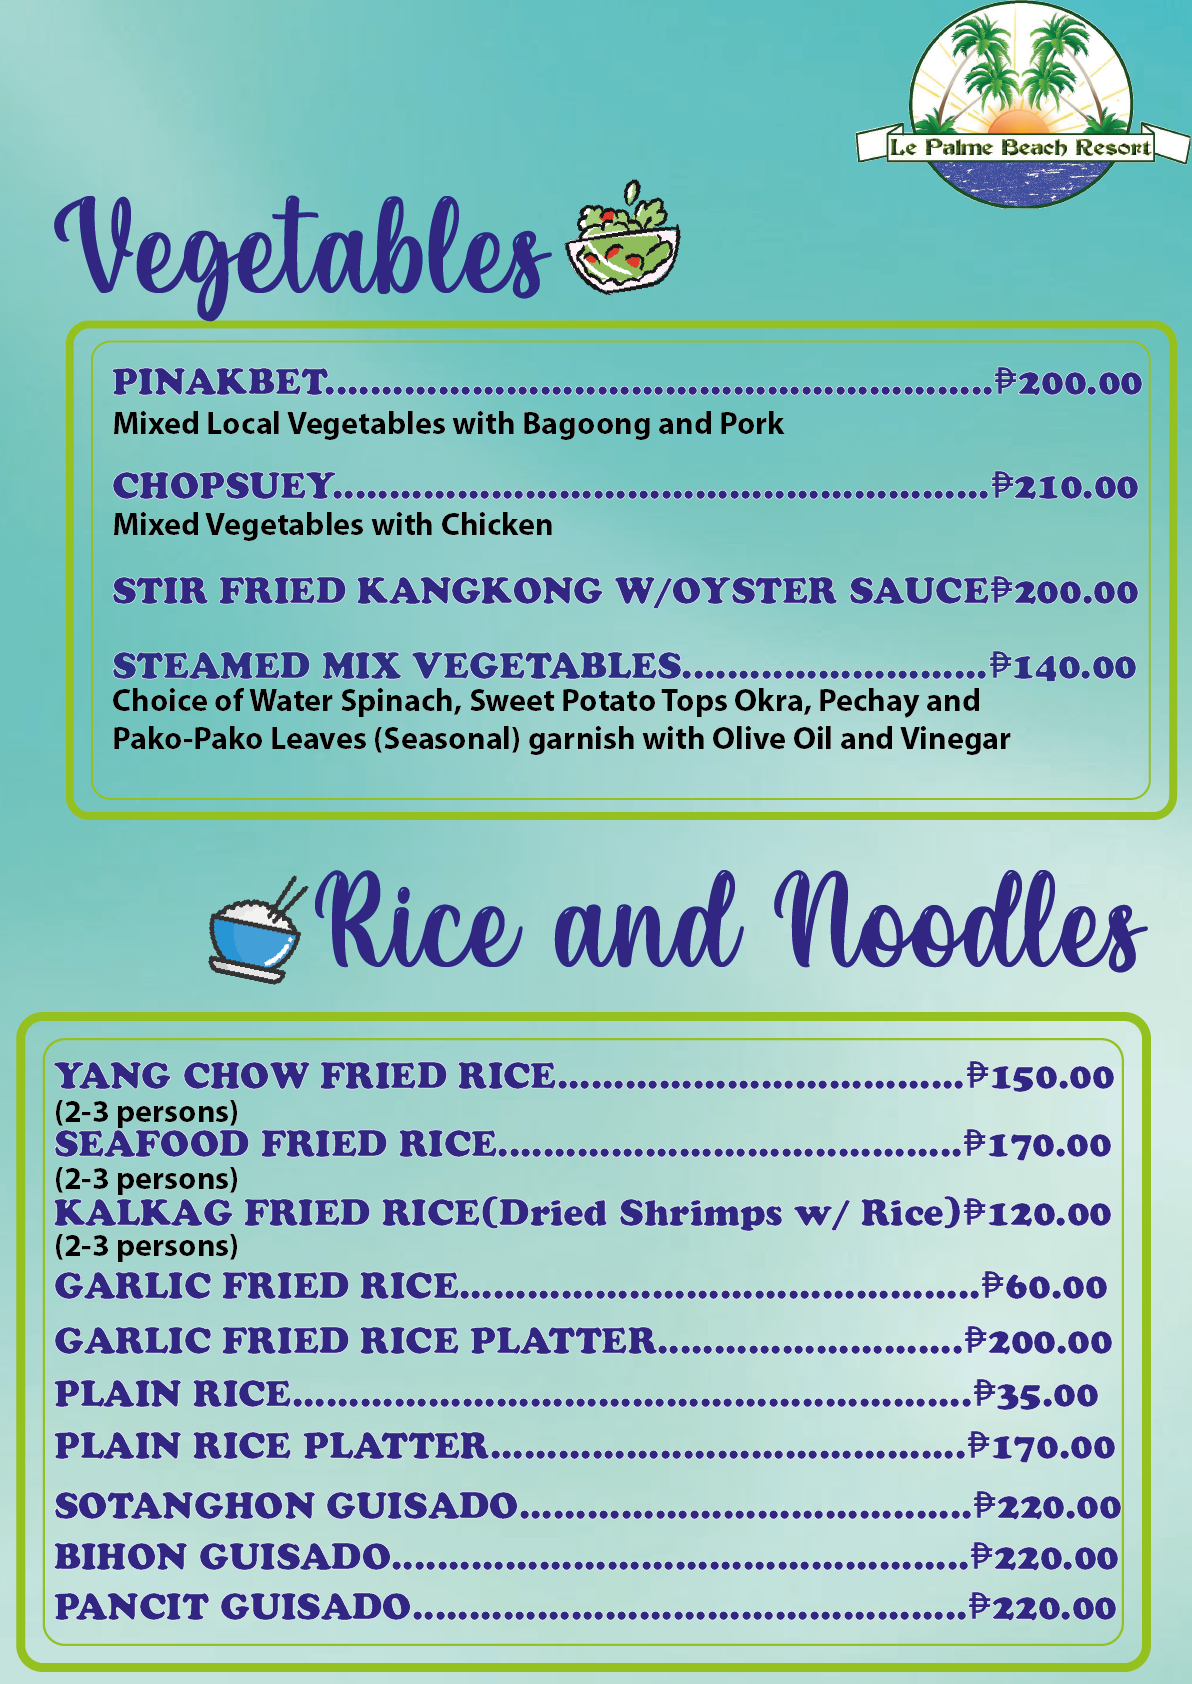 Le Palme Beach Resort
Vegetables
PINAKBET...........................................................₱200.00
Mixed Local Vegetables with Bagoong and Pork
CHOPSUEY..........................................................₱210.00
Mixed Vegetables with Chicken
STIR FRIED KANGKONG W/OYSTER SAUCE₱200.00
STEAMED MIX VEGETABLES...........................₱140.00
Choice of Water Spinach, Sweet Potato Tops Okra, Pechay and
Pako-Pako Leaves (Seasonal) garnish with Olive Oil and Vinegar
Rice and Noodles
YANG CHOW FRIED RICE....................................₱150.00
(2-3 persons)
SEAFOOD FRIED RICE.........................................₱170.00
(2-3 persons)
KALKAG FRIED RICE(Dried Shrimps w/ Rice)₱120.00
(2-3 persons)
GARLIC FRIED RICE..............................................₱60.00
GARLIC FRIED RICE PLATTER...........................₱200.00
PLAIN RICE............................................................₱35.00
PLAIN RICE PLATTER..........................................₱170.00
SOTANGHON GUISADO........................................₱220.00
BIHON GUISADO...................................................₱220.00
PANCIT GUISADO.................................................₱220.00